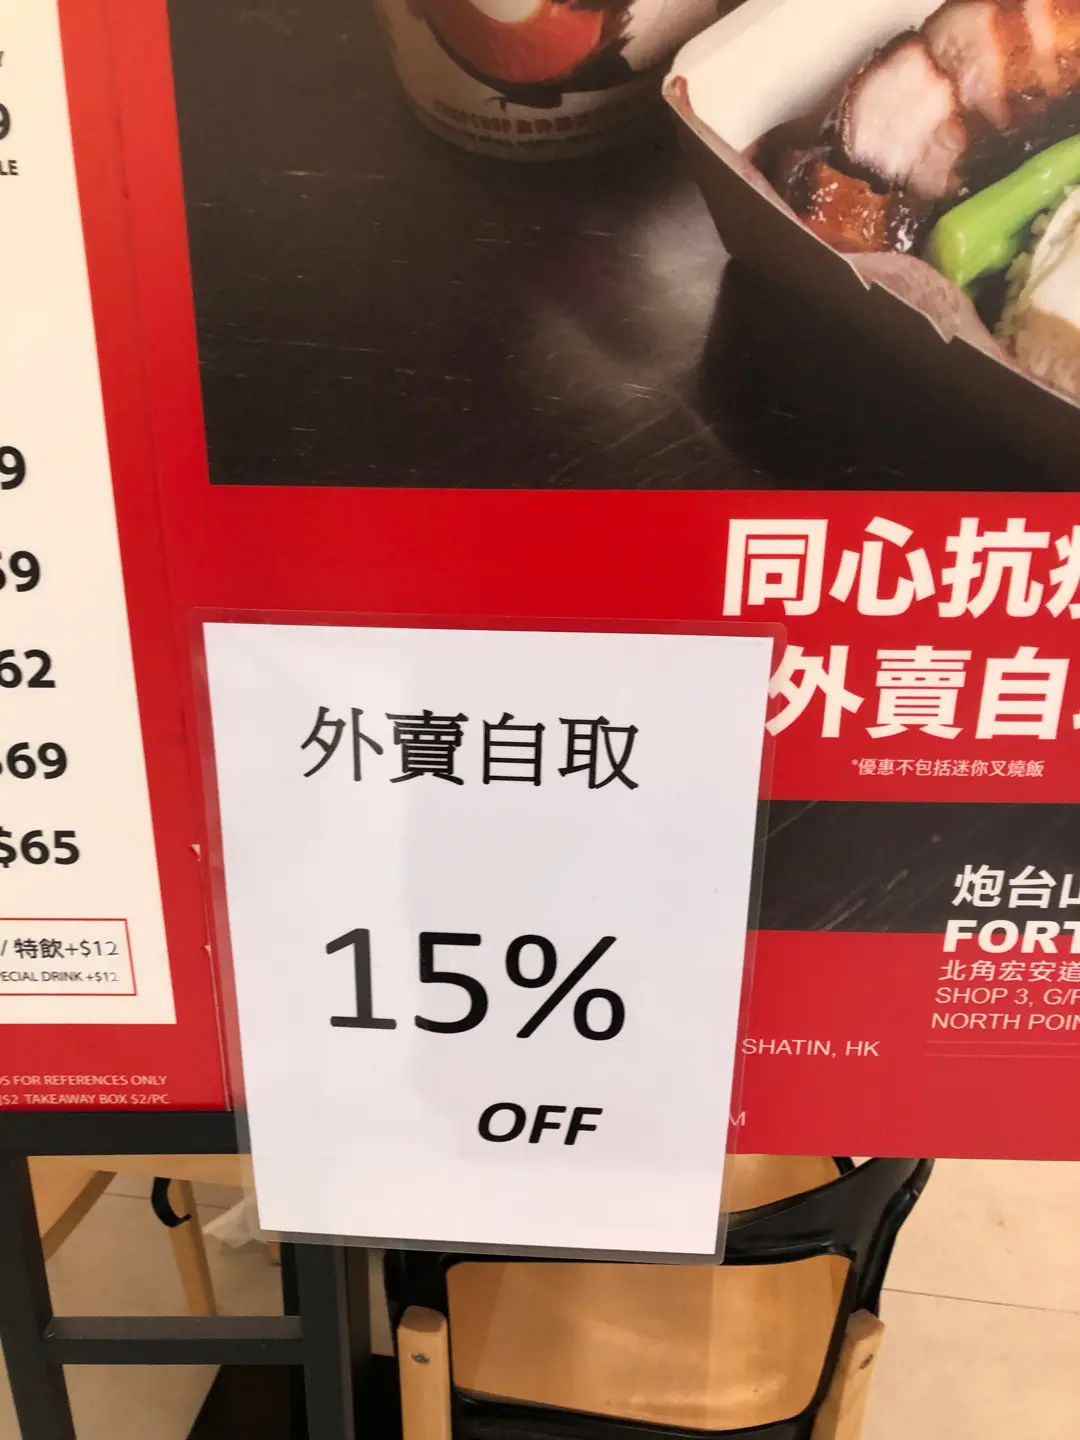 9
LE
9
59
62
$69
$65
/ 特飲+$12
ECIAL DRINK +$12
S FOR REFERENCES ONLY
$2 TAKEAWAY BOX $2/PC
同心抗疫
外賣自
*優惠不包括迷你叉燒飯
外賣自取
15%
OFF
炮台山
FORT
北角宏安道
SHOP 3, G/F
NORTH POIN
SHATIN, HK
M